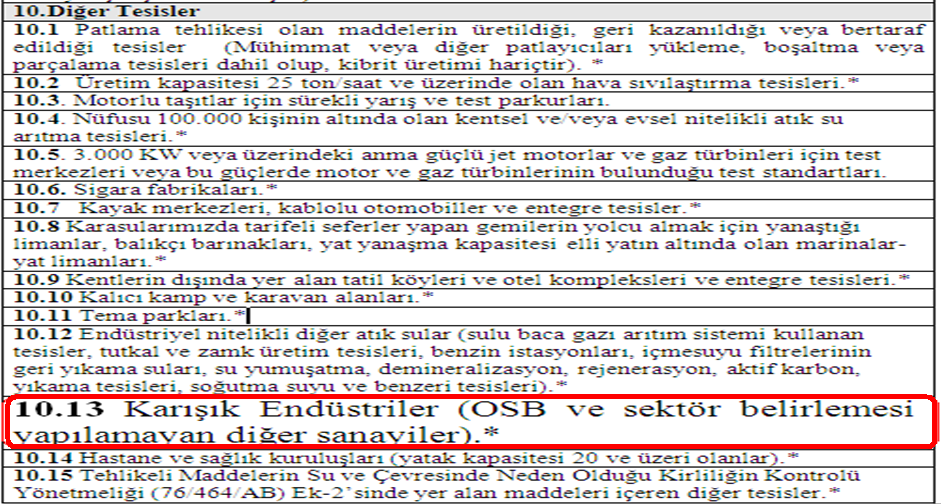 10.Diğer Tesisler
10.1 Patlama tehlikesi olan maddelerin üretildiği, geri kazanıldığı veya bertaraf
edildiği tesisler (Mühimmat veya diğer patlayıcıları yükleme, boşaltma veya
parçalama tesisleri dahil olup, kibrit üretimi hariçtir). *
10.2 Üretim kapasitesi 25 ton/saat ve üzerinde olan hava sıvılaştırma tesisleri.*
10.3. Motorlu taşıtlar için sürekli yarış ve test parkurları.
10.4. Nüfusu 100.000 kişinin altında olan kentsel ve/veya evsel nitelikli atık su
arıtma tesisleri.*
10.5. 3.000 KW veya üzerindeki anma güçlü jet motorlar ve gaz türbinleri için test
merkezleri veya bu güçlerde motor ve gaz türbinlerinin bulunduğu test standartları.
10.6. Sigara fabrikaları.*
10.7 Kayak merkezleri, kablolu otomobiller ve entegre tesisler.*
10.8 Karasularımızda tarifeli seferler yapan gemilerin yolcu almak için yanaştığı
limanlar, balıkçı barınakları, yat yanaşma kapasitesi elli yatın altında olan marinalar-
yat limanları.*
10.9 Kentlerin dışında yer alan tatil köyleri ve otel kompleksleri ve entegre tesisleri.*
10.10 Kalıcı kamp ve karavan alanları.*
10.11 Tema parkları.*
10.12 Endüstriyel nitelikli diğer atık sular (sulu baca gazı arıtım sistemi kullanan
tesisler, tutkal ve zamk üretim tesisleri, benzin istasyonları, içmesuyu filtrelerinin
geri yıkama suları, su yumuşatma, demineralizasyon, rejenerasyon, aktif karbon,
yıkama tesisleri, soğutma suyu ve benzeri tesisleri).*
10.13 Karışık Endüstriler (OSB ve sektör belirlemesi
yapılamayan diğer sanayiler).*
10.14 Hastane ve sağlık kuruluşları (yatak kapasitesi 20 ve üzeri olanlar).*
10.15 Tehlikeli Maddelerin Su ve Çevresinde Neden Olduğu Kirliliğin Kontrolü
Yönetmeliği (76/464/AB) Ek-2'sinde yer alan maddeleri içeren diğer tesisler.*